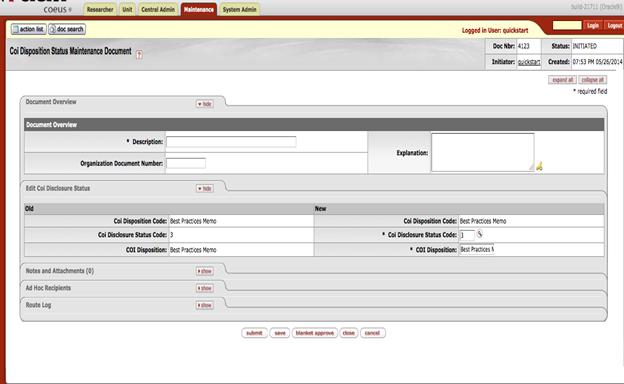 COEUS ®
Researcher Unit Central Admin Maintenance System Admin
build-21711 (Oracle9i)
action list doc search
Logged in User: quickstart
Login Logout
Coi Disposition Status Maintenance Document ?
Doc Nbr: 4123 Status: INITIATED
Initiator: quickstart Created: 07:53 PM 05/26/2014
expand all collapse all
* required field
Document Overview hide
Document Overview
* Description:
Explanation:
Organization Document Number:
Edit Coi Disclosure Status hide
Old New
Coi Disposition Code: Best Practices Memo Coi Disposition Code: Best Practices Memo
Coi Disclosure Status Code: 3 * Coi Disclosure Status Code: 3
COI Disposition: Best Practices Memo * COI Disposition: Best Practices M
Notes and Attachments (0) show
Ad Hoc Recipients show
Route Log show
submit save blanket approve close cancel